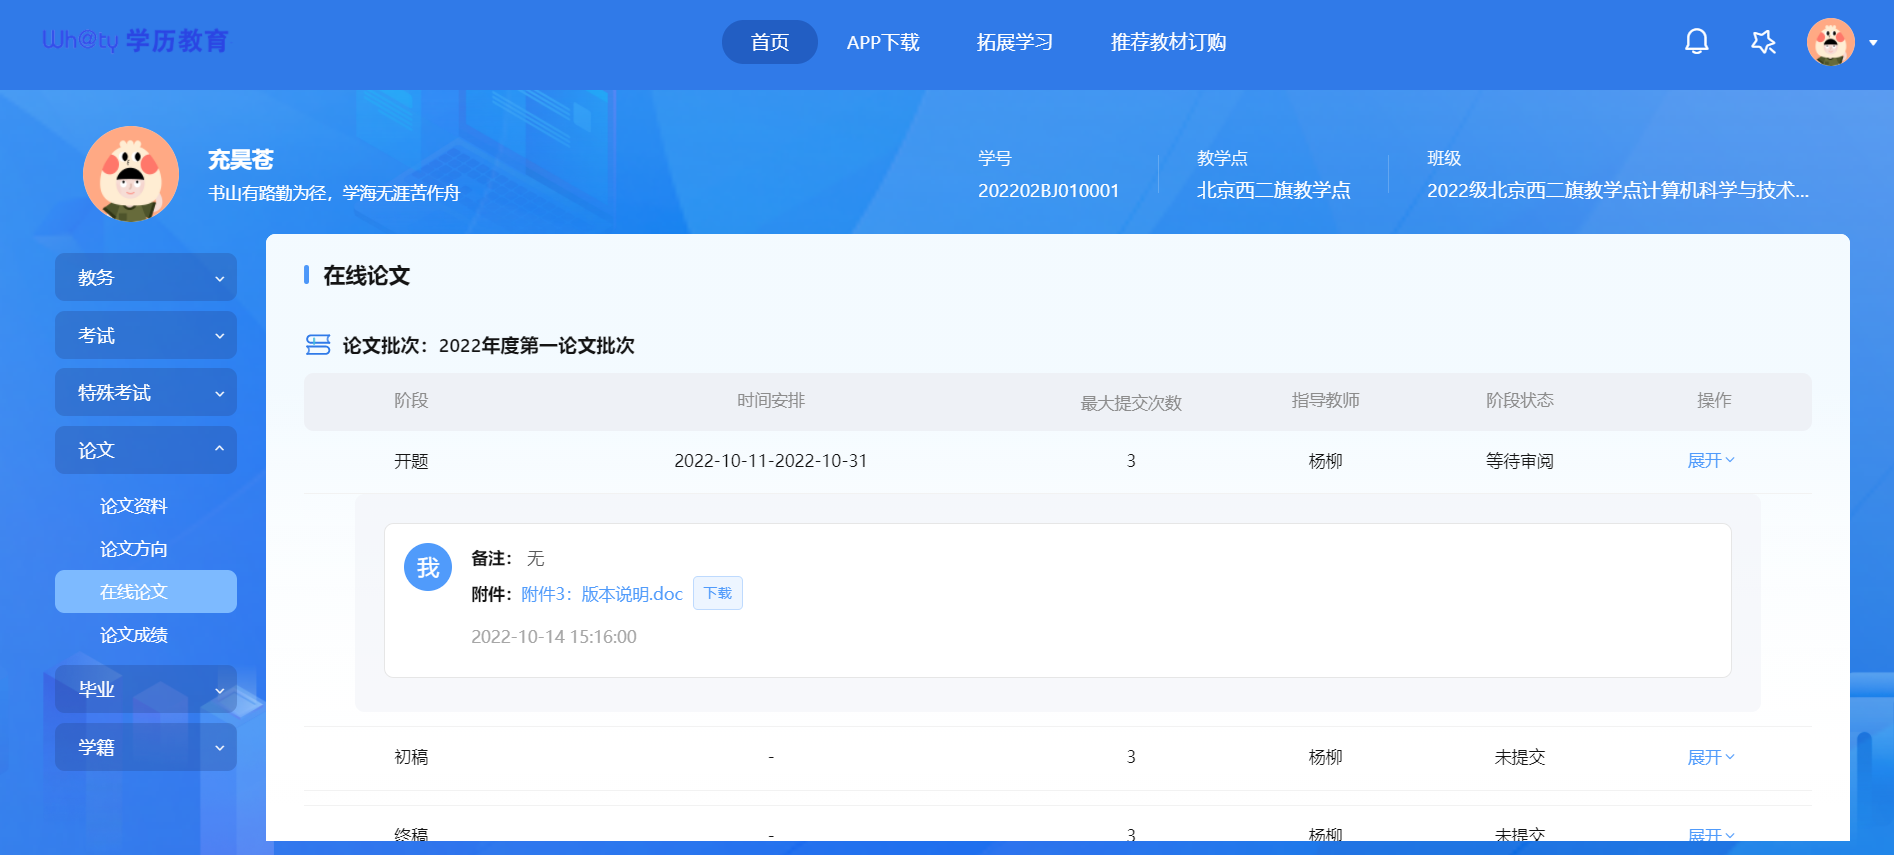 Wh@ty 学历教育
首页
APP下载
拓展学习
推荐教材订购
充昊苍
书山有路勤为径，学海无涯苦作舟
学号
202202BJ010001
教学点
北京西二旗教学点
班级
2022级北京西二旗教学点计算机科学与技术...
教务
考试
特殊考试
论文
论文资料
论文方向
在线论文
论文成绩
毕业
学籍
在线论文
论文批次：2022年度第一论文批次
阶段 时间安排 最大提交次数 指导教师 阶段状态 操作
开题 2022-10-11-2022-10-31 3 杨柳 等待审阅 展开
我
备注： 无
附件：附件3：版本说明.doc 下载
2022-10-14 15:16:00
初稿 - 3 杨柳 未提交 展开
终稿 - 3 杨柳 未提交 展开